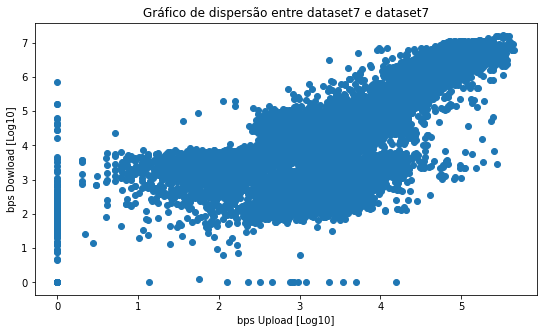 Gráfico de dispersão entre dataset7 e dataset7
bps Dowload [Log10]
7
6
5
4
3
2
1
0
0 1 2 3 4 5
bps Upload [Log10]